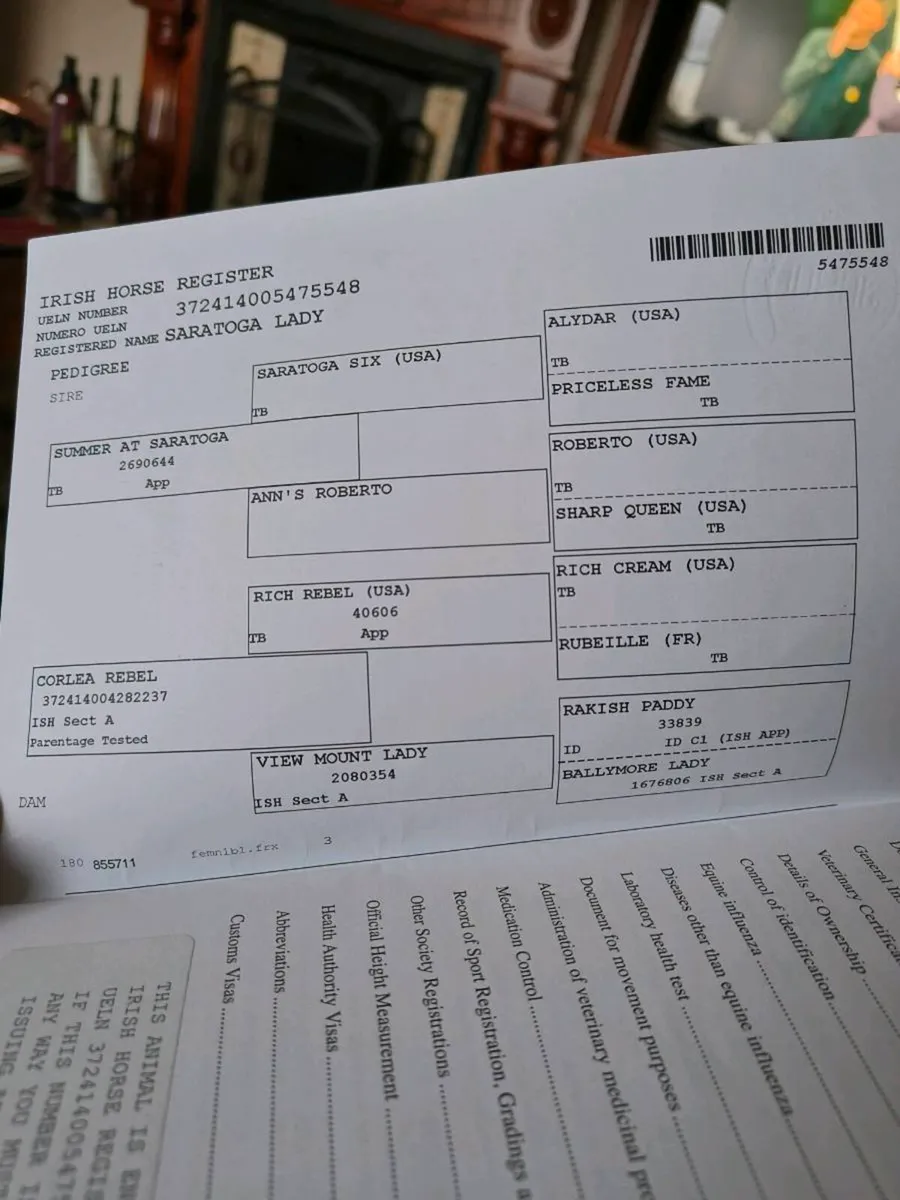 5475548
IRISH HORSE REGISTER
UELN NUMBER
NUMERO UELN
372414005475548
REGISTERED NAME SARATOGA LADY
PEDIGREE
SIRE
SUMMER AT SARATOGA
2690644
TB App
SARATOGA SIX (USA)
TB
ALYDAR (USA)
TB
PRICELESS FAME
TB
ANN'S ROBERTO
ROBERTO (USA)
TB
SHARP QUEEN (USA)
TB
RICH REBEL (USA)
40606
TB App
RICH CREAM (USA)
TB
RUBEILLE (FR)
TB
CORLEA REBEL
372414004282237
ISH Sect A
Parentage Tested
VIEW MOUNT LADY
2080354
ISH Sect A
RAKISH PADDY
33839
ID ID C1 (ISH APP)
BALLYMORE LADY
1676806 ISH Sect A
DAM
180 855711 femnlbl.frx 3
General In
Veterinary Certifica
Details of Ownership
Control of identification
Equine influenza
Diseases other than equine influenza
Laboratory health test
Document for movement purposes
Administration of veterinary medicinal pro
Medication Control
Record of Sport Registration, Gradings a
Other Society Registrations
Official Height Measurement
Health Authority Visas
Abbreviations
Customs Visas
THIS ANIMAL IS EN
IRISH HORSE REGIS
UELN 37241400547
IF THIS NUMBER I
ANY WAY YOU MUS
ISSUING